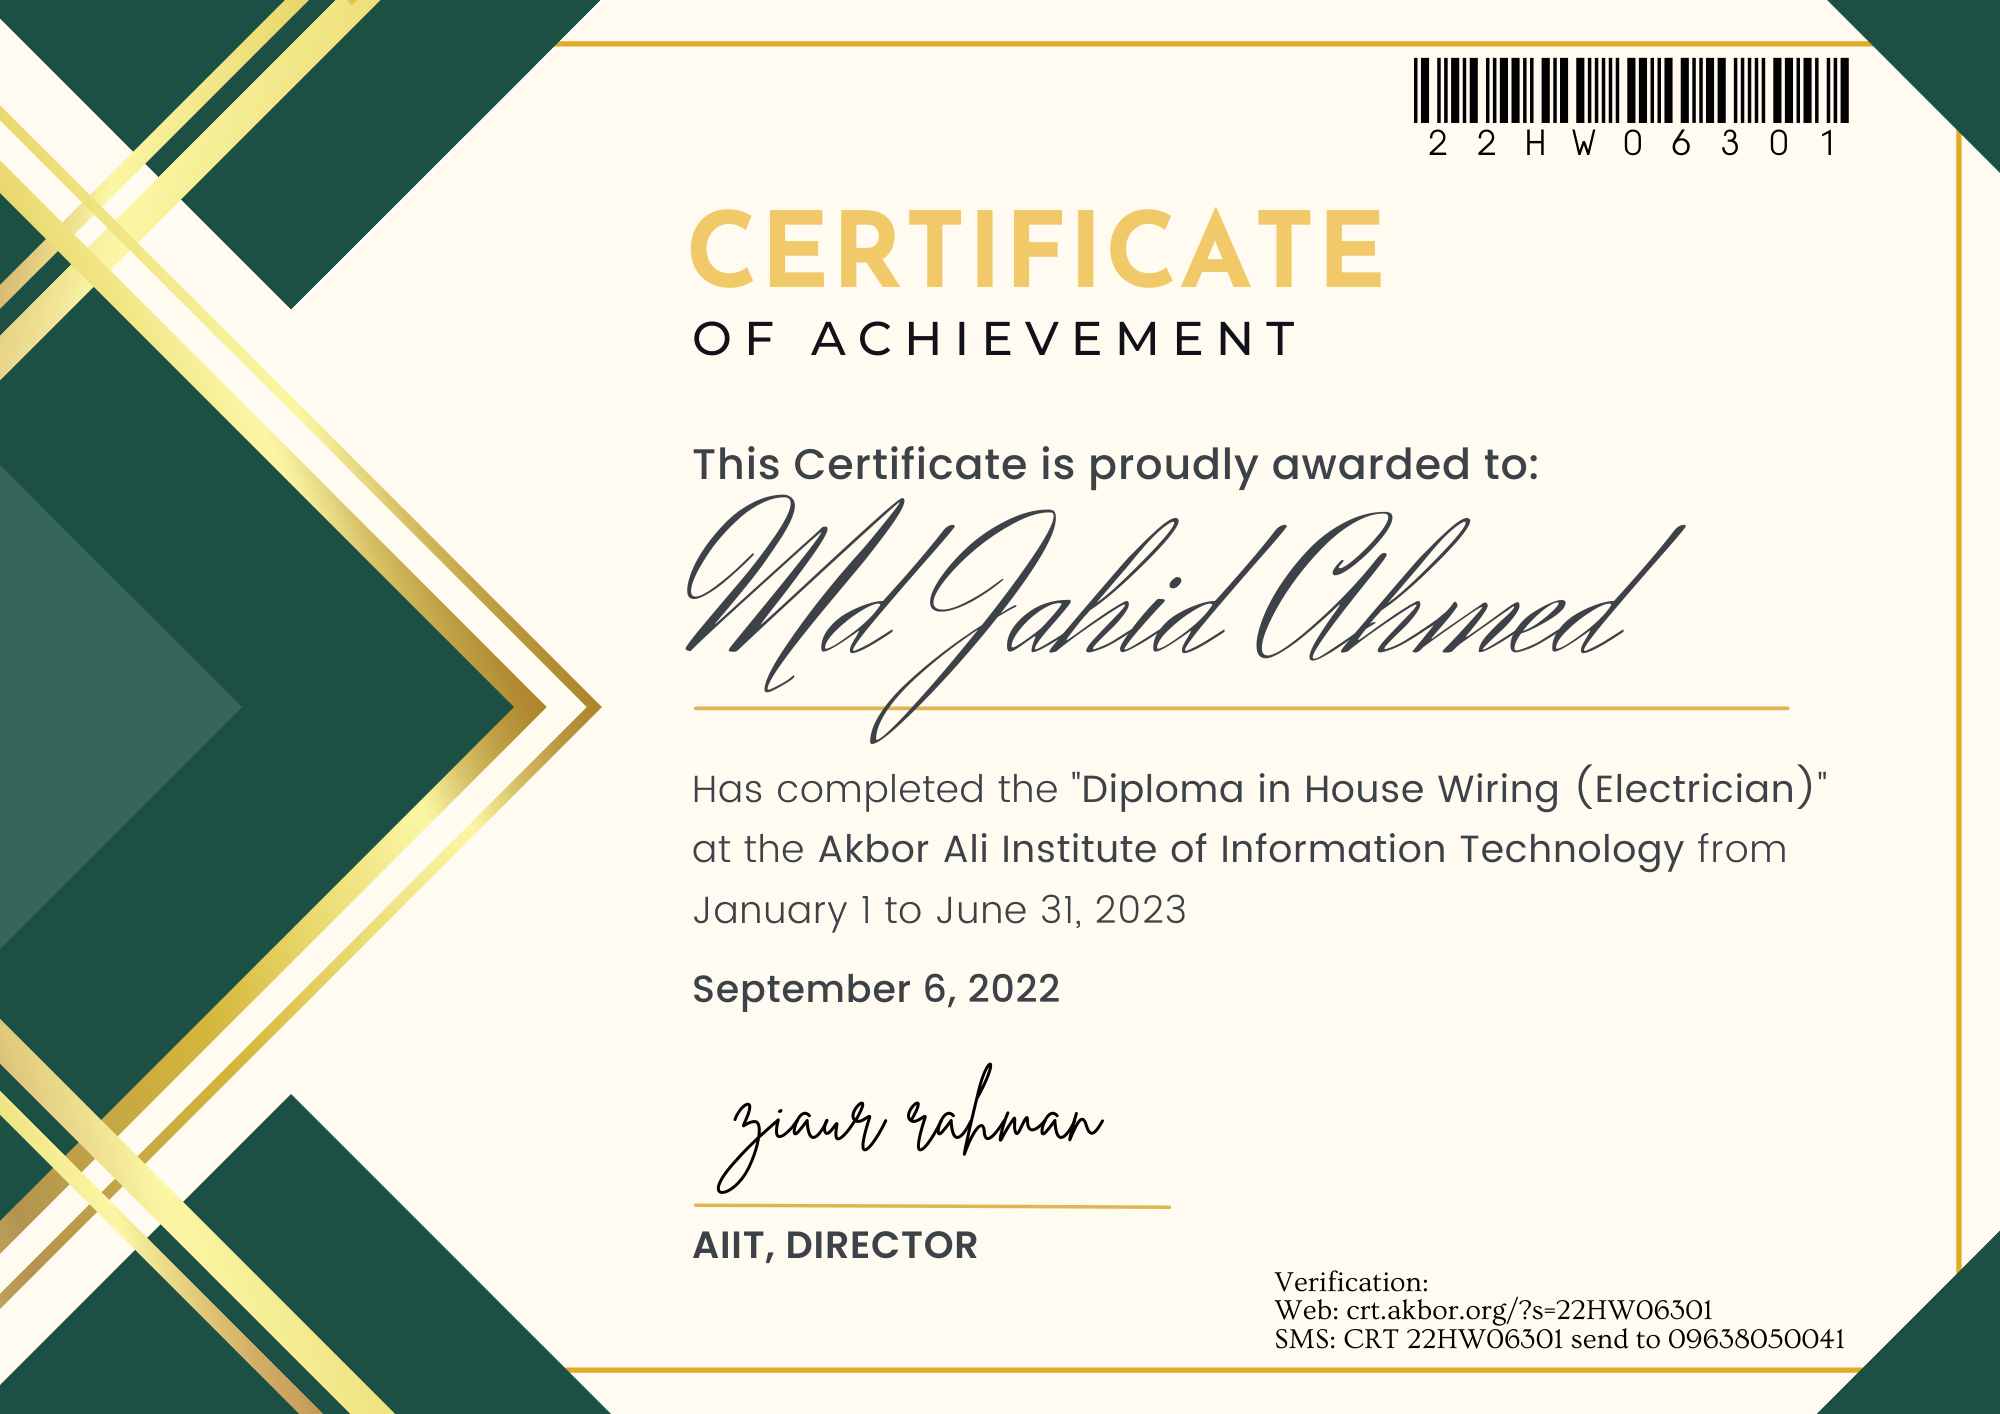 22HW06301
CERTIFICATE
OF ACHIEVEMENT
This Certificate is proudly awarded to:
Md Jahid Ahmed
Has completed the "Diploma in House Wiring (Electrician)"
at the Akbor Ali Institute of Information Technology from
January 1 to June 31, 2023
September 6, 2022
ziaur rahman
AIIT, DIRECTOR
Verification:
Web: crt.akbor.org/?s=22HW06301
SMS: CRT 22HW06301 send to 09638050041